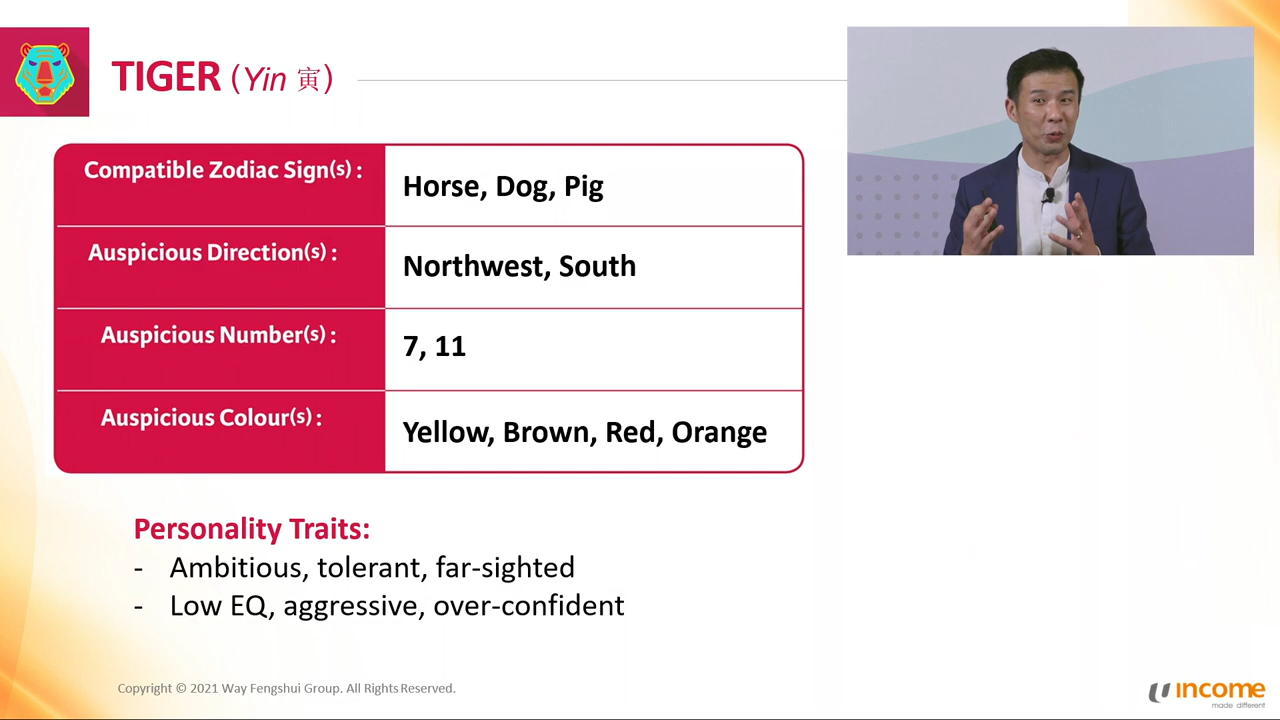 TIGER (Yin 寅)
Compatible Zodiac Sign(s) :
Horse, Dog, Pig
Auspicious Direction(s) :
Northwest, South
Auspicious Number(s) :
7, 11
Auspicious Colour(s) :
Yellow, Brown, Red, Orange
Personality Traits:
- Ambitious, tolerant, far-sighted
- Low EQ, aggressive, over-confident
Copyright © 2021 Way Fengshui Group. All Rights Reserved.
income
made different